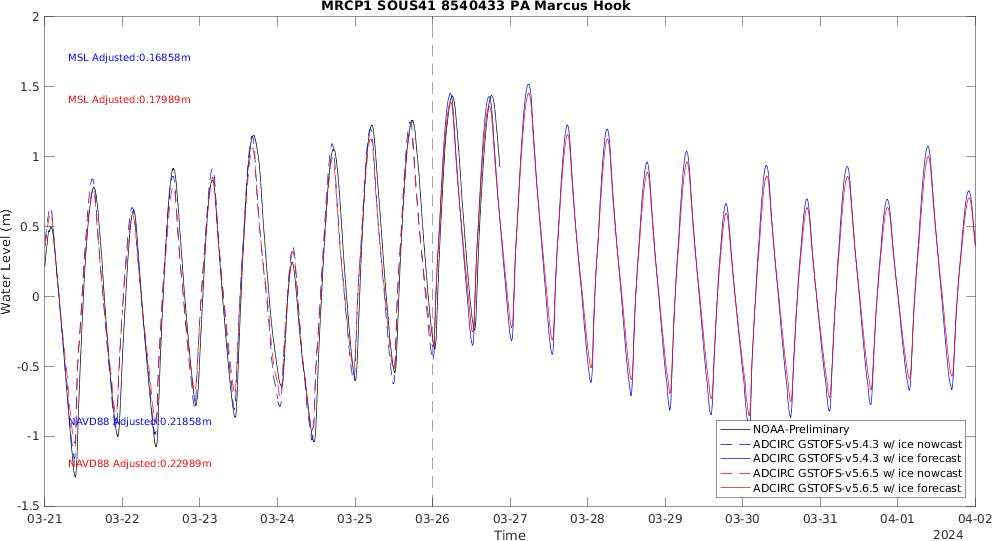 MRCP1 SOUS41 8540433 PA Marcus Hook
2
1.5
1
0.5
0
-0.5
-1
-1.5
Water Level (m)
MSL Adjusted:0.16858m
MSL Adjusted:0.17989m
NAVD88 Adjusted:0.21858m
NAVD88 Adjusted:0.22989m
NOAA-Preliminary
ADCIRC GSTOFS-v5.4.3 w/ ice nowcast
ADCIRC GSTOFS-v5.4.3 w/ ice forecast
ADCIRC GSTOFS-v5.6.5 w/ ice nowcast
ADCIRC GSTOFS-v5.6.5 w/ ice forecast
03-21 03-22 03-23 03-24 03-25 03-26 03-27 03-28 03-29 03-30 03-31 04-01 04-02
Time
2024